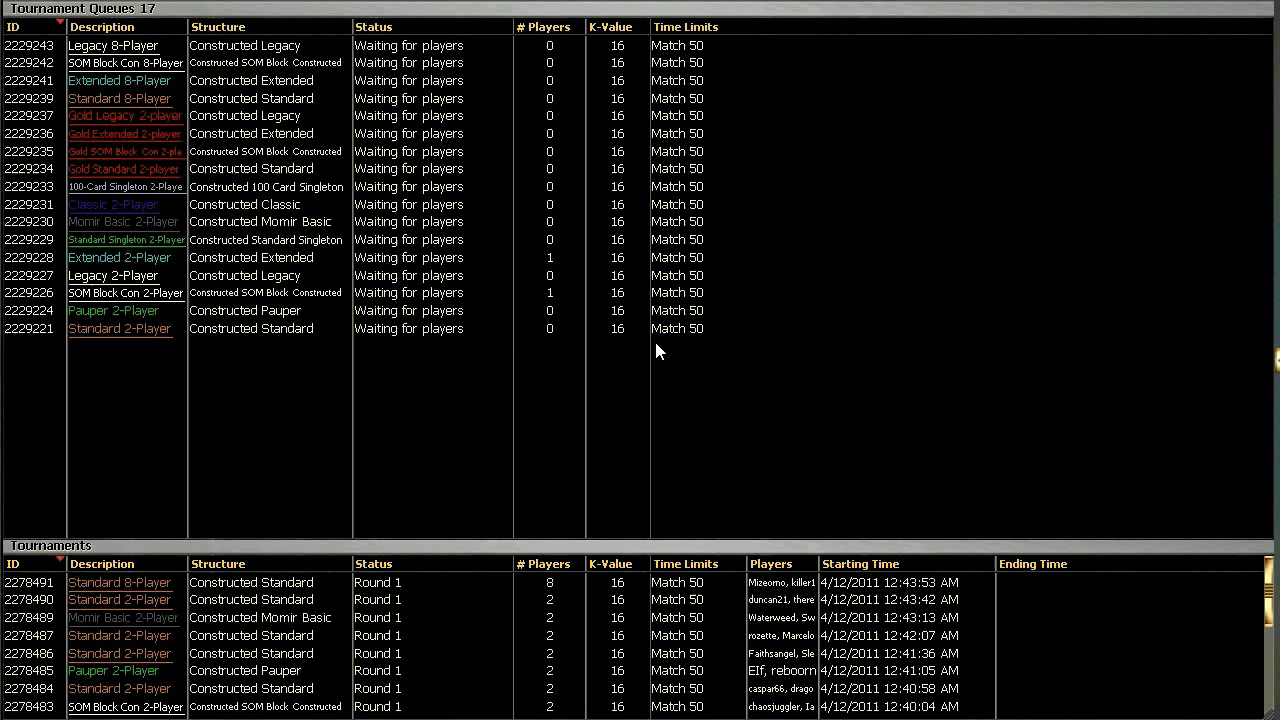 Tournament Queues 17
ID Description Structure Status # Players K-Value Time Limits
2229243 Legacy 8-Player Constructed Legacy Waiting for players 0 16 Match 50
2229242 SOM Block Con 8-Player Constructed SOM Block Constructed Waiting for players 0 16 Match 50
2229241 Extended 8-Player Constructed Extended Waiting for players 0 16 Match 50
2229239 Standard 8-Player Constructed Standard Waiting for players 0 16 Match 50
2229237 Gold Legacy 2-player Constructed Legacy Waiting for players 0 16 Match 50
2229236 Gold Extended 2-player Constructed Extended Waiting for players 0 16 Match 50
2229235 Gold SOM Block Con 2-pla Constructed SOM Block Constructed Waiting for players 0 16 Match 50
2229234 Gold Standard 2-player Constructed Standard Waiting for players 0 16 Match 50
2229233 100-Card Singleton 2-Playe Constructed 100 Card Singleton Waiting for players 0 16 Match 50
2229231 Classic 2-Player Constructed Classic Waiting for players 0 16 Match 50
2229230 Momir Basic 2-Player Constructed Momir Basic Waiting for players 0 16 Match 50
2229229 Standard Singleton 2-Player Constructed Standard Singleton Waiting for players 0 16 Match 50
2229228 Extended 2-Player Constructed Extended Waiting for players 1 16 Match 50
2229227 Legacy 2-Player Constructed Legacy Waiting for players 0 16 Match 50
2229226 SOM Block Con 2-Player Constructed SOM Block Constructed Waiting for players 1 16 Match 50
2229224 Pauper 2-Player Constructed Pauper Waiting for players 0 16 Match 50
2229221 Standard 2-Player Constructed Standard Waiting for players 0 16 Match 50
Tournaments
ID Description Structure Status # Players K-Value Time Limits Players Starting Time Ending Time
2278491 Standard 8-Player Constructed Standard Round 1 8 16 Match 50 Mizeorno, killer1 4/12/2011 12:43:53 AM
2278490 Standard 2-Player Constructed Standard Round 1 2 16 Match 50 duncan21, there 4/12/2011 12:43:42 AM
2278489 Momir Basic 2-Player Constructed Momir Basic Round 1 2 16 Match 50 Waterweed, Sw 4/12/2011 12:43:13 AM
2278487 Standard 2-Player Constructed Standard Round 1 2 16 Match 50 rozette, Marcelo 4/12/2011 12:42:07 AM
2278486 Standard 2-Player Constructed Standard Round 1 2 16 Match 50 Faithsangel, Sle 4/12/2011 12:41:36 AM
2278485 Pauper 2-Player Constructed Pauper Round 1 2 16 Match 50 EIf, reboorn 4/12/2011 12:41:05 AM
2278484 Standard 2-Player Constructed Standard Round 1 2 16 Match 50 caspar66, drago 4/12/2011 12:40:58 AM
2278483 SOM Block Con 2-Player Constructed SOM Block Constructed Round 1 2 16 Match 50 chaosjuggler, Ia 4/12/2011 12:40:04 AM